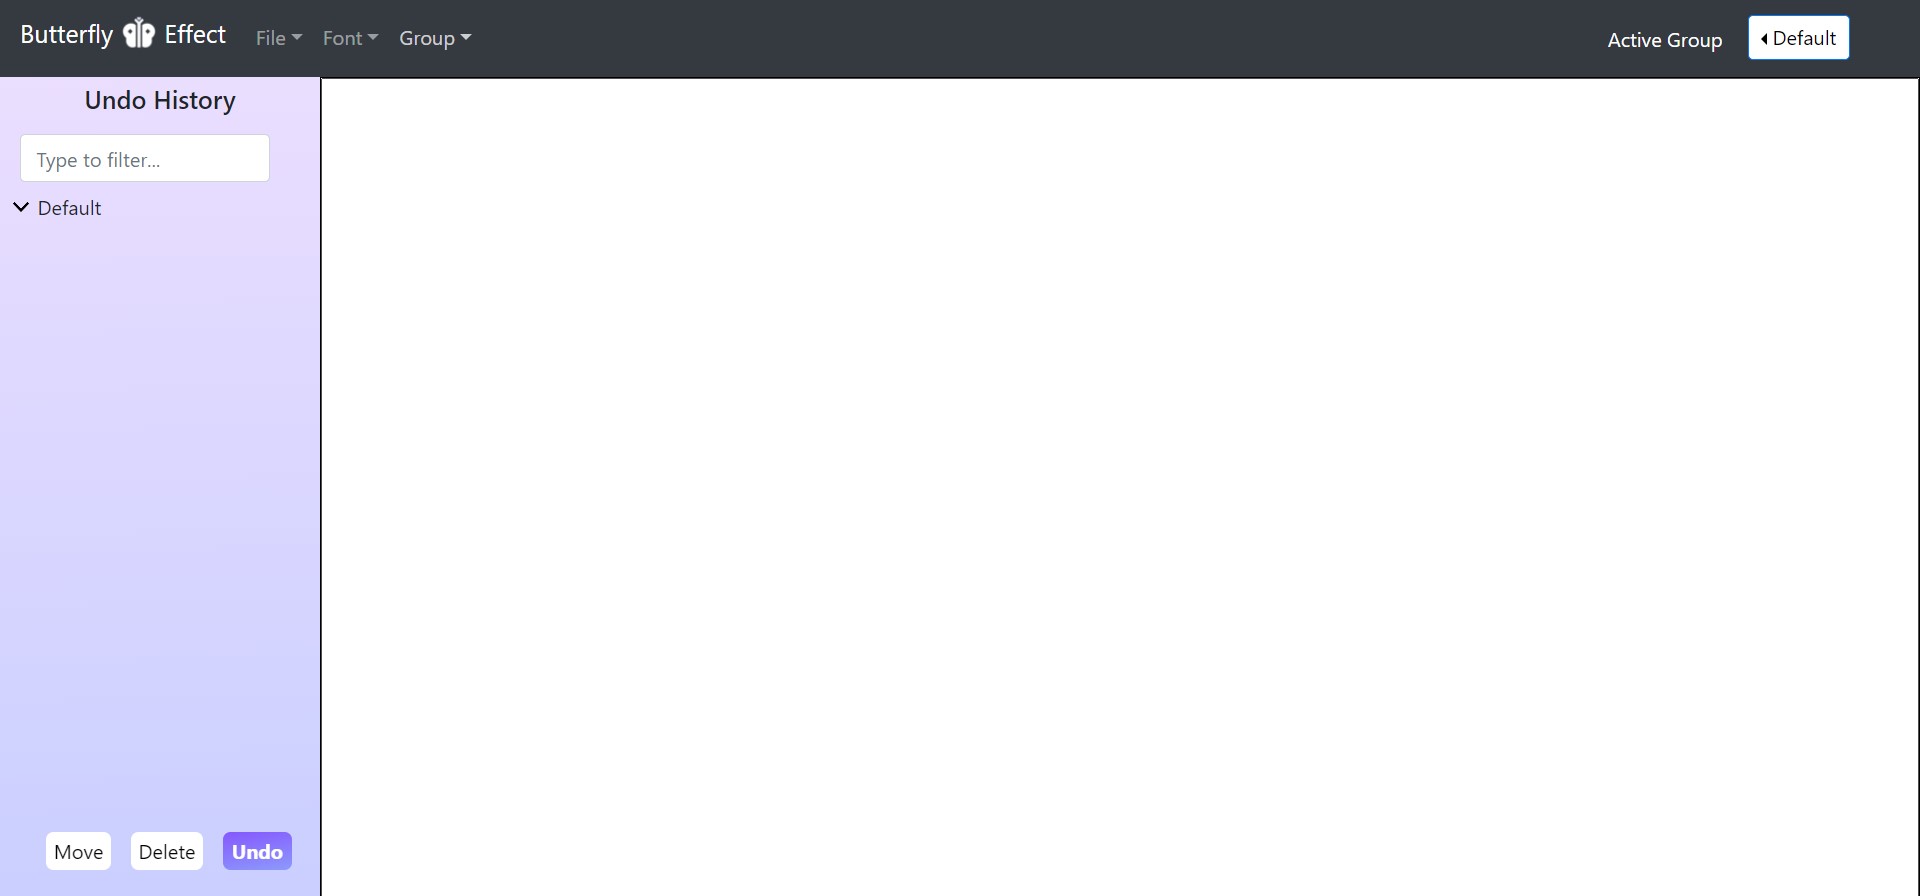 Butterfly Effect File Font Group Active Group Default
Undo History
Type to filter...
Default
Move Delete Undo